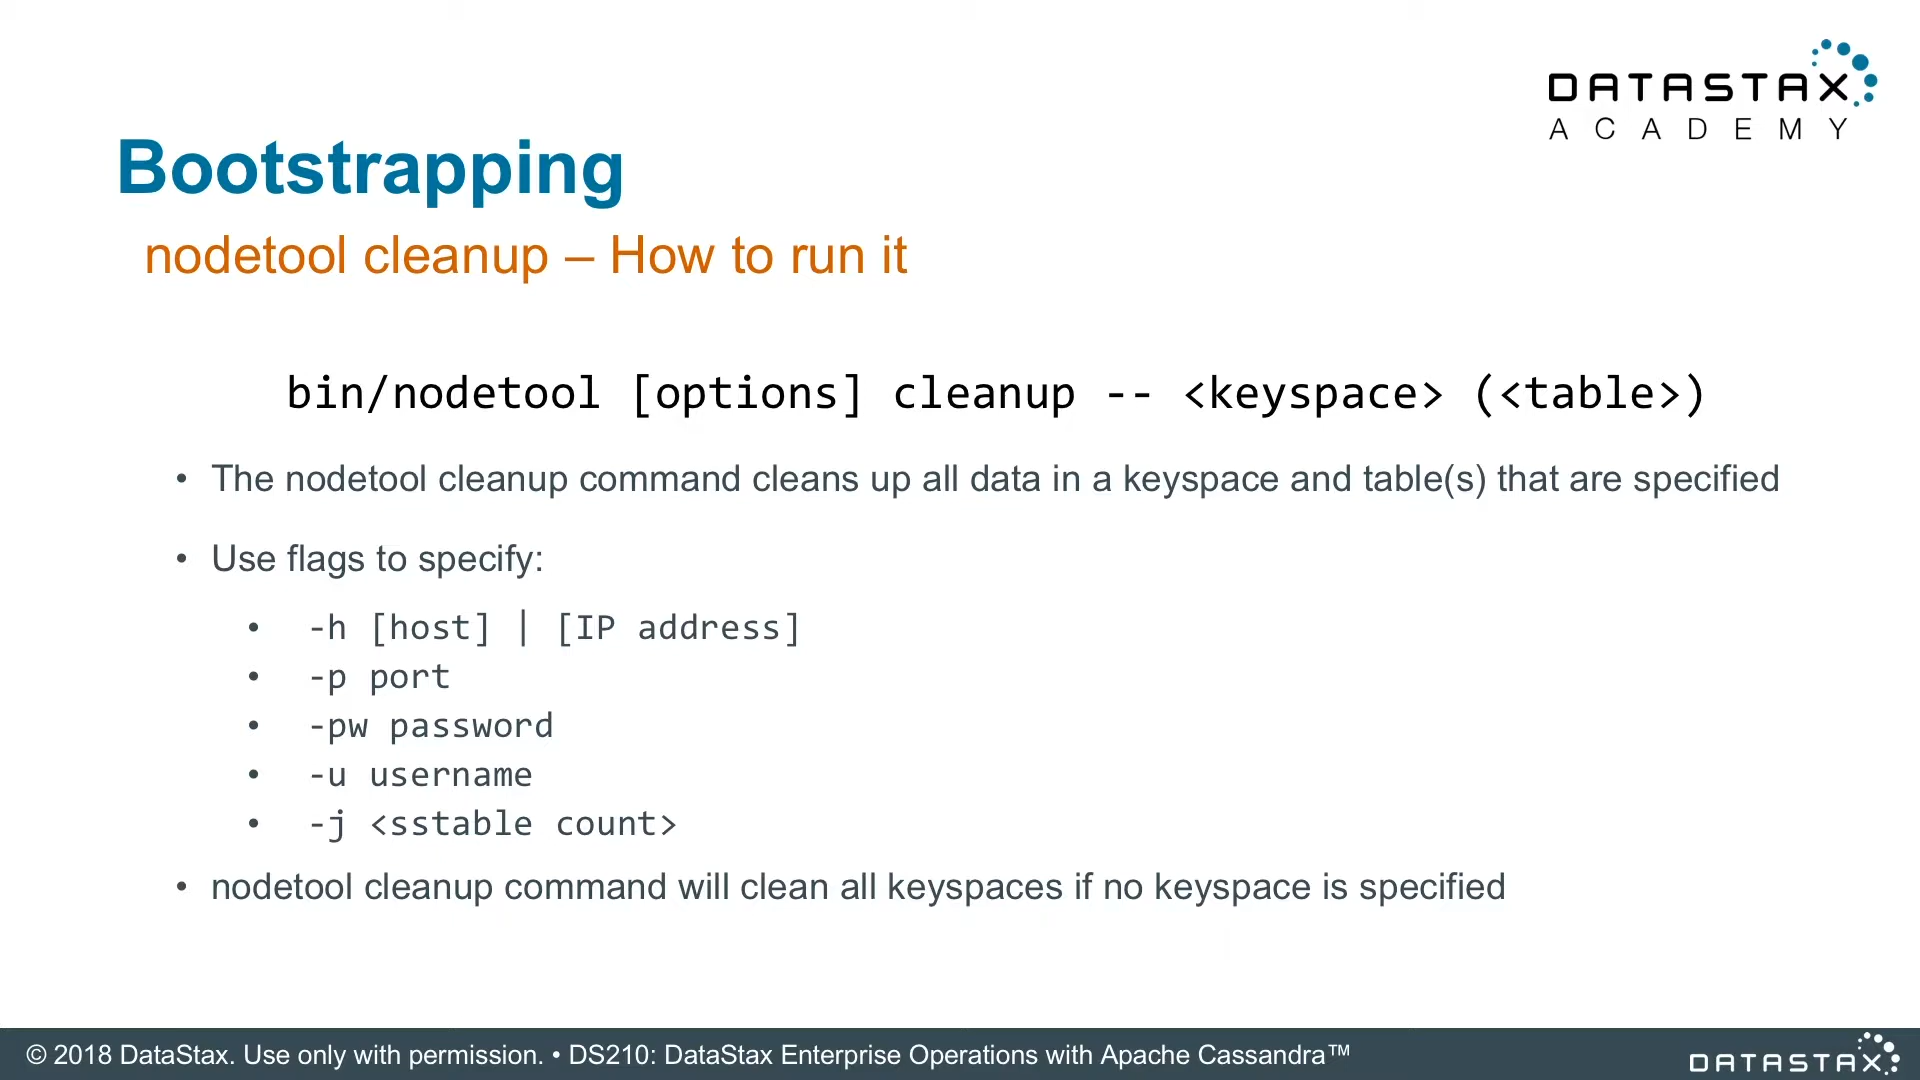 DATASTAX
ACADEMY
Bootstrapping
nodetool cleanup – How to run it
bin/nodetool [options] cleanup -- <keyspace> (<table>)
• The nodetool cleanup command cleans up all data in a keyspace and table(s) that are specified
• Use flags to specify:
• -h [host] | [IP address]
• -p port
• -pw password
• -u username
• -j <sstable count>
• nodetool cleanup command will clean all keyspaces if no keyspace is specified
© 2018 DataStax. Use only with permission. • DS210: DataStax Enterprise Operations with Apache Cassandra™
DATASTAX